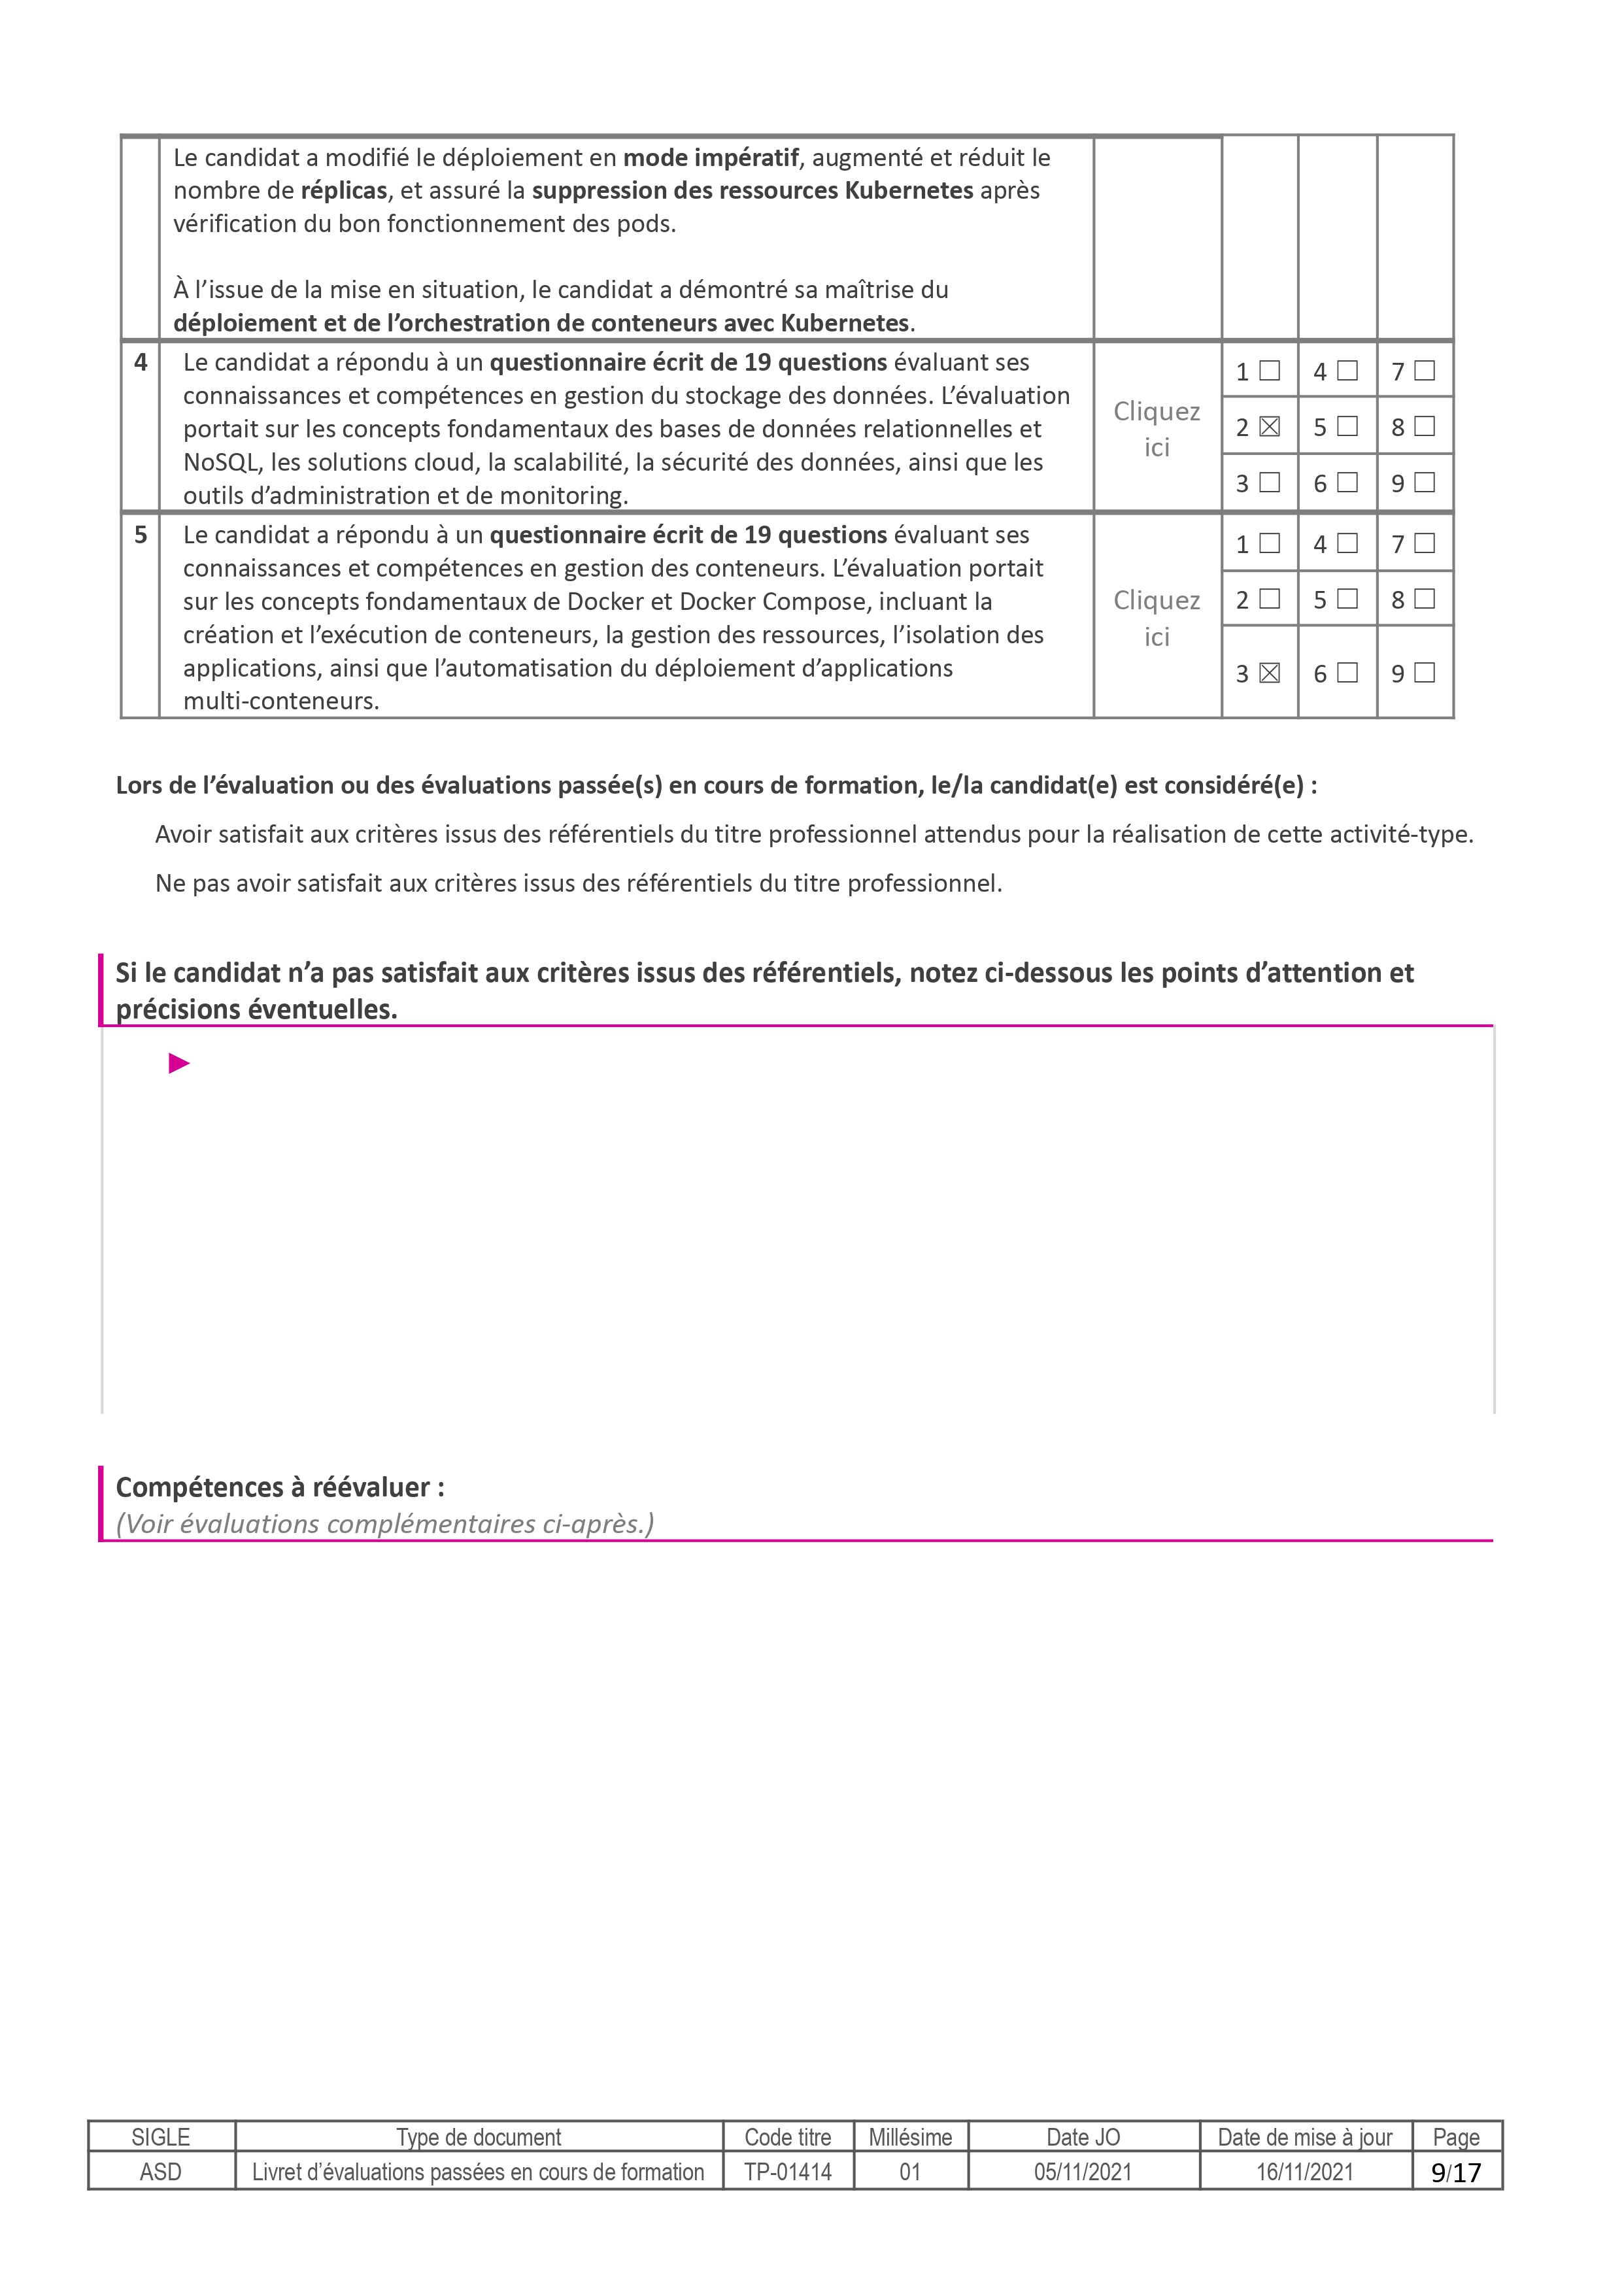 Le candidat a modifié le déploiement en mode impératif, augmenté et réduit le
nombre de réplicas, et assuré la suppression des ressources Kubernetes après
vérification du bon fonctionnement des pods.
À l’issue de la mise en situation, le candidat a démontré sa maîtrise du
déploiement et de l’orchestration de conteneurs avec Kubernetes.
4
Le candidat a répondu à un questionnaire écrit de 19 questions évaluant ses
connaissances et compétences en gestion du stockage des données. L’évaluation
portait sur les concepts fondamentaux des bases de données relationnelles et
NoSQL, les solutions cloud, la scalabilité, la sécurité des données, ainsi que les
outils d’administration et de monitoring.
Cliquez
ici
1 ☐ 4 ☐ 7 ☐
2 ☒ 5 ☐ 8 ☐
3 ☐ 6 ☐ 9 ☐
5
Le candidat a répondu à un questionnaire écrit de 19 questions évaluant ses
connaissances et compétences en gestion des conteneurs. L’évaluation portait
sur les concepts fondamentaux de Docker et Docker Compose, incluant la
création et l’exécution de conteneurs, la gestion des ressources, l’isolation des
applications, ainsi que l’automatisation du déploiement d’applications
multi-conteneurs.
Cliquez
ici
1 ☐ 4 ☐ 7 ☐
2 ☐ 5 ☐ 8 ☐
3 ☒ 6 ☐ 9 ☐
Lors de l’évaluation ou des évaluations passée(s) en cours de formation, le/la candidat(e) est considéré(e) :
Avoir satisfait aux critères issus des référentiels du titre professionnel attendus pour la réalisation de cette activité-type.
Ne pas avoir satisfait aux critères issus des référentiels du titre professionnel.
Si le candidat n’a pas satisfait aux critères issus des référentiels, notez ci-dessous les points d’attention et
précisions éventuelles.
►
Compétences à réévaluer :
(Voir évaluations complémentaires ci-après.)
SIGLE Type de document Code titre Millésime Date JO Date de mise à jour Page
ASD Livret d’évaluations passées en cours de formation TP-01414 01 05/11/2021 16/11/2021 9/17